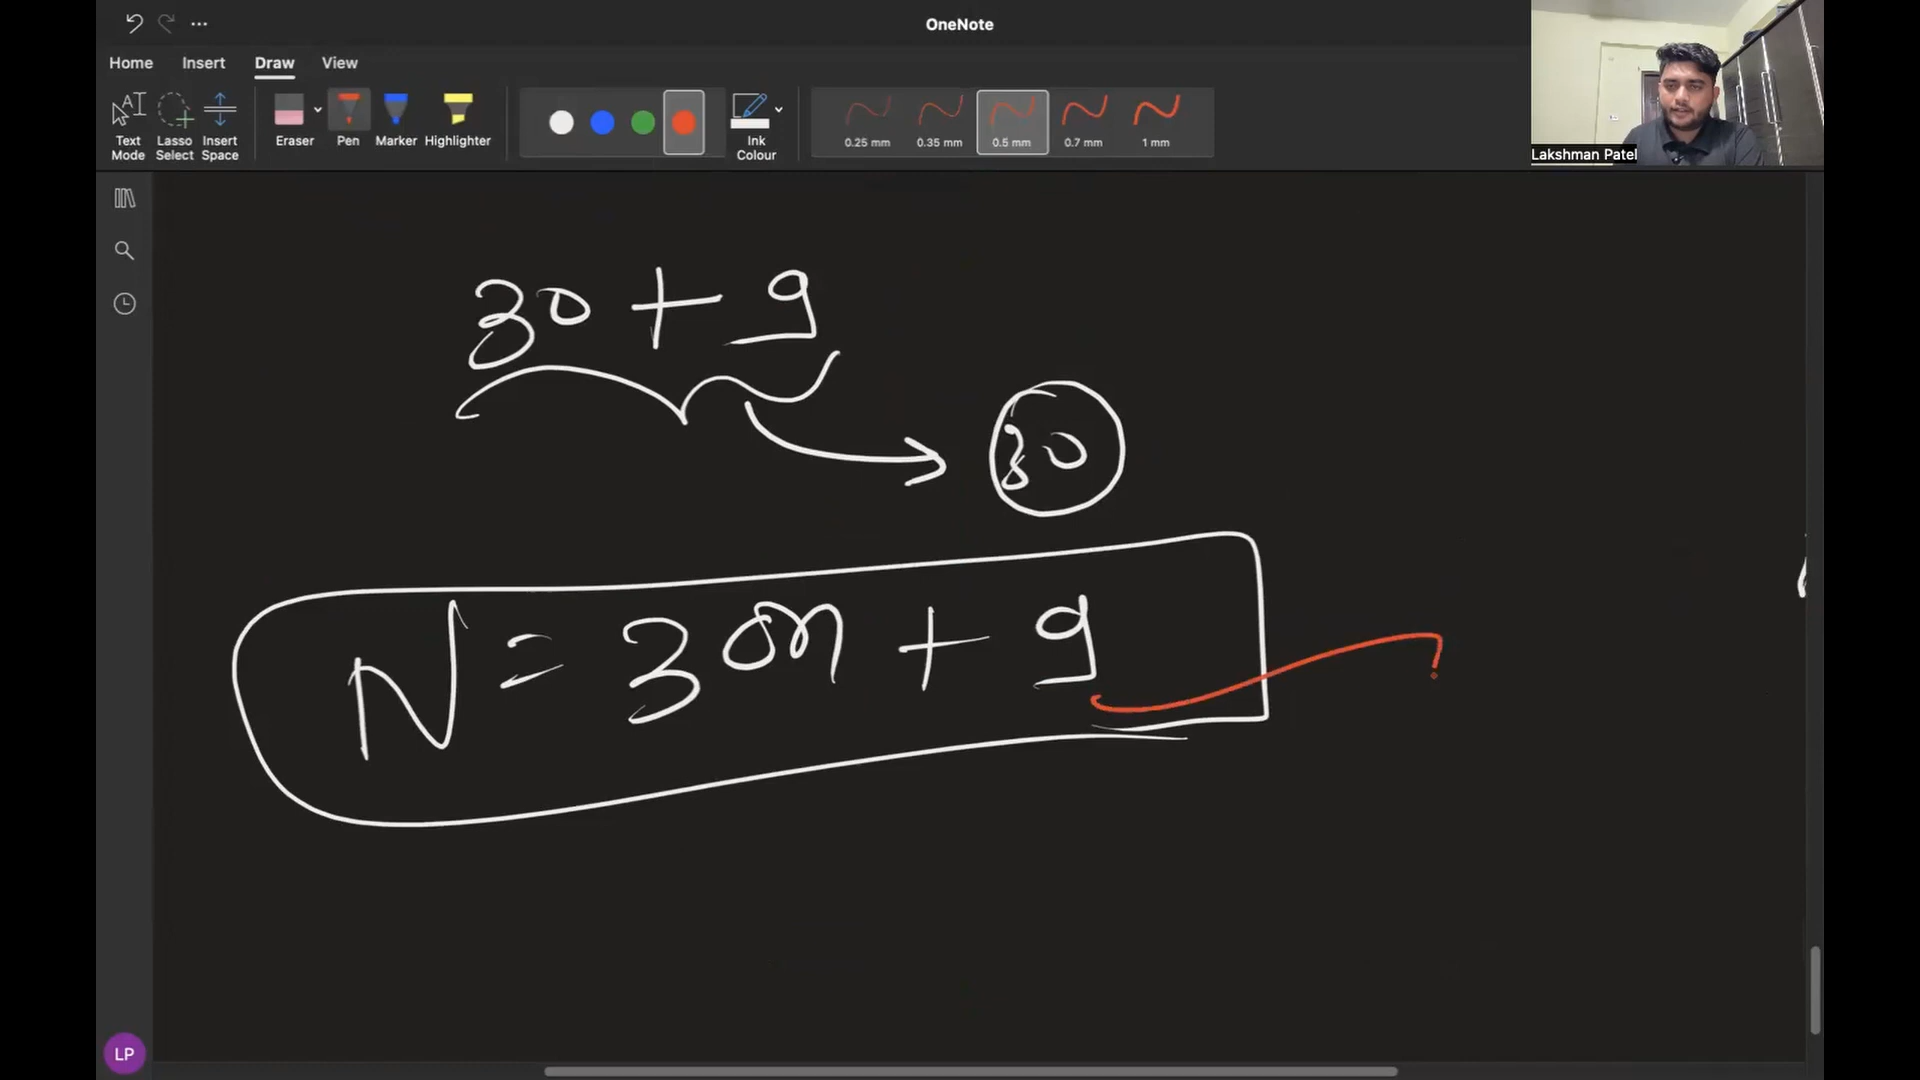 OneNote
Home Insert Draw View
Text Mode
Lasso Select
Insert Space
Eraser
Pen
Marker
Highlighter
Ink Colour
0.25 mm
0.35 mm
0.5 mm
0.7 mm
1 mm
Lakshman Patel
30 + 9
30
N = 30n + 9
?
LP